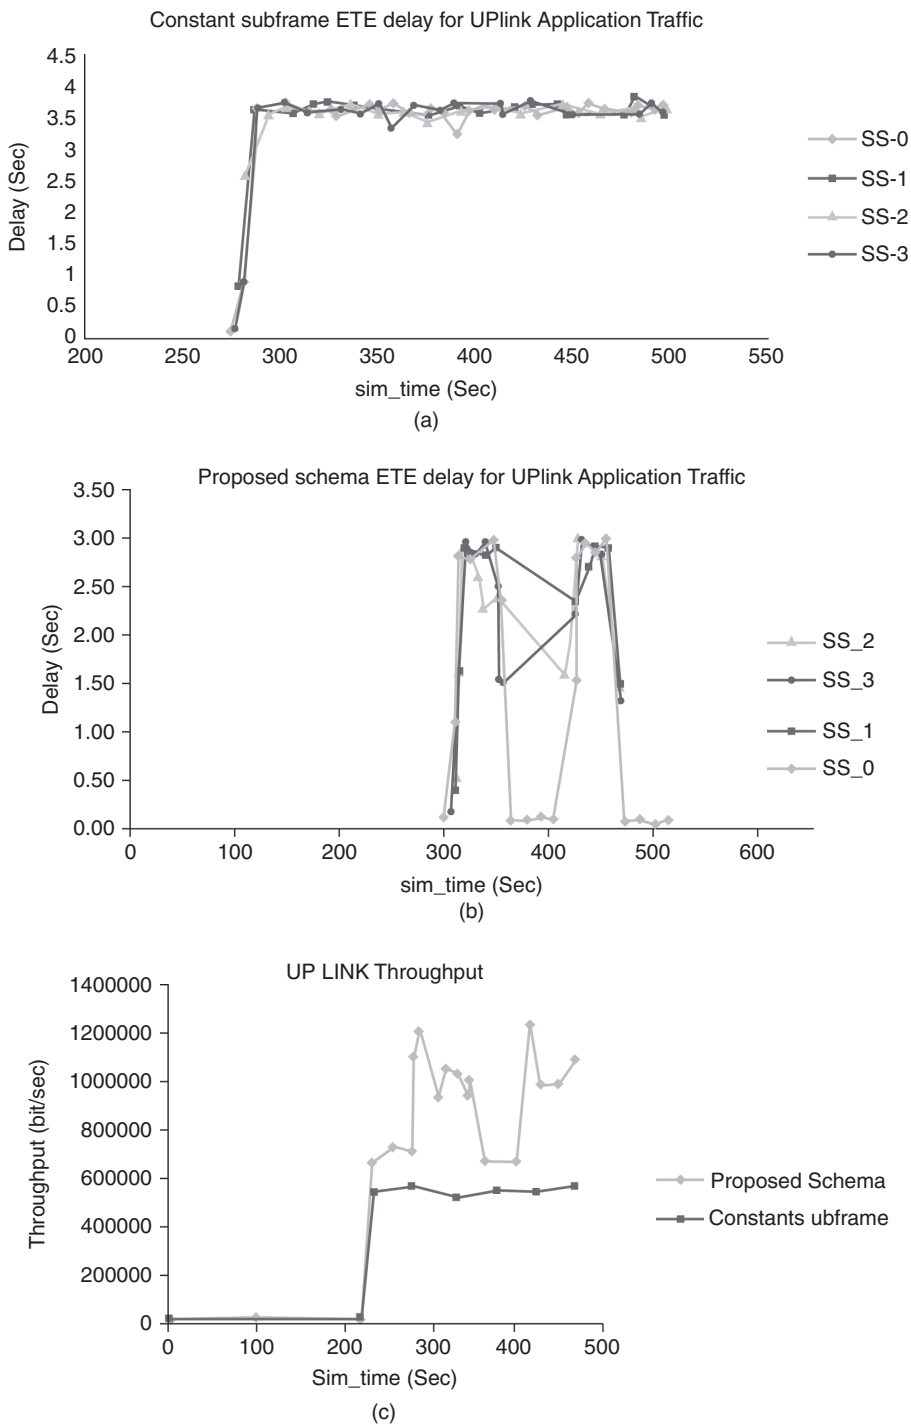 Constant subframe ETE delay for UPlink Application Traffic
4.5
4
3.5
3
2.5
2
1.5
1
0.5
0
Delay (Sec)
200 250 300 350 400 450 500 550
sim_time (Sec)
SS-0
SS-1
SS-2
SS-3
(a)
Proposed schema ETE delay for UPlink Application Traffic
3.50
3.00
2.50
2.00
1.50
1.00
0.50
0.00
Delay (Sec)
0 100 200 300 400 500 600
sim_time (Sec)
SS_2
SS_3
SS_1
SS_0
(b)
UP LINK Throughput
1400000
1200000
1000000
800000
600000
400000
200000
0
Throughput (bit/sec)
0 100 200 300 400 500
Sim_time (Sec)
Proposed Schema
Constants ubframe
(c)